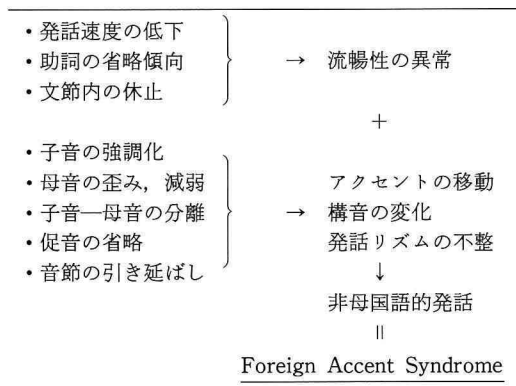 ・発話速度の低下
・助詞の省略傾向 → 流暢性の異常
・文節内の休止
+
・子音の強調化
・母音の歪み，減弱 アクセントの移動
・子音―母音の分離 → 構音の変化
・促音の省略 発話リズムの不整
・音節の引き延ばし ↓
非母国語的発話
॥
Foreign Accent Syndrome